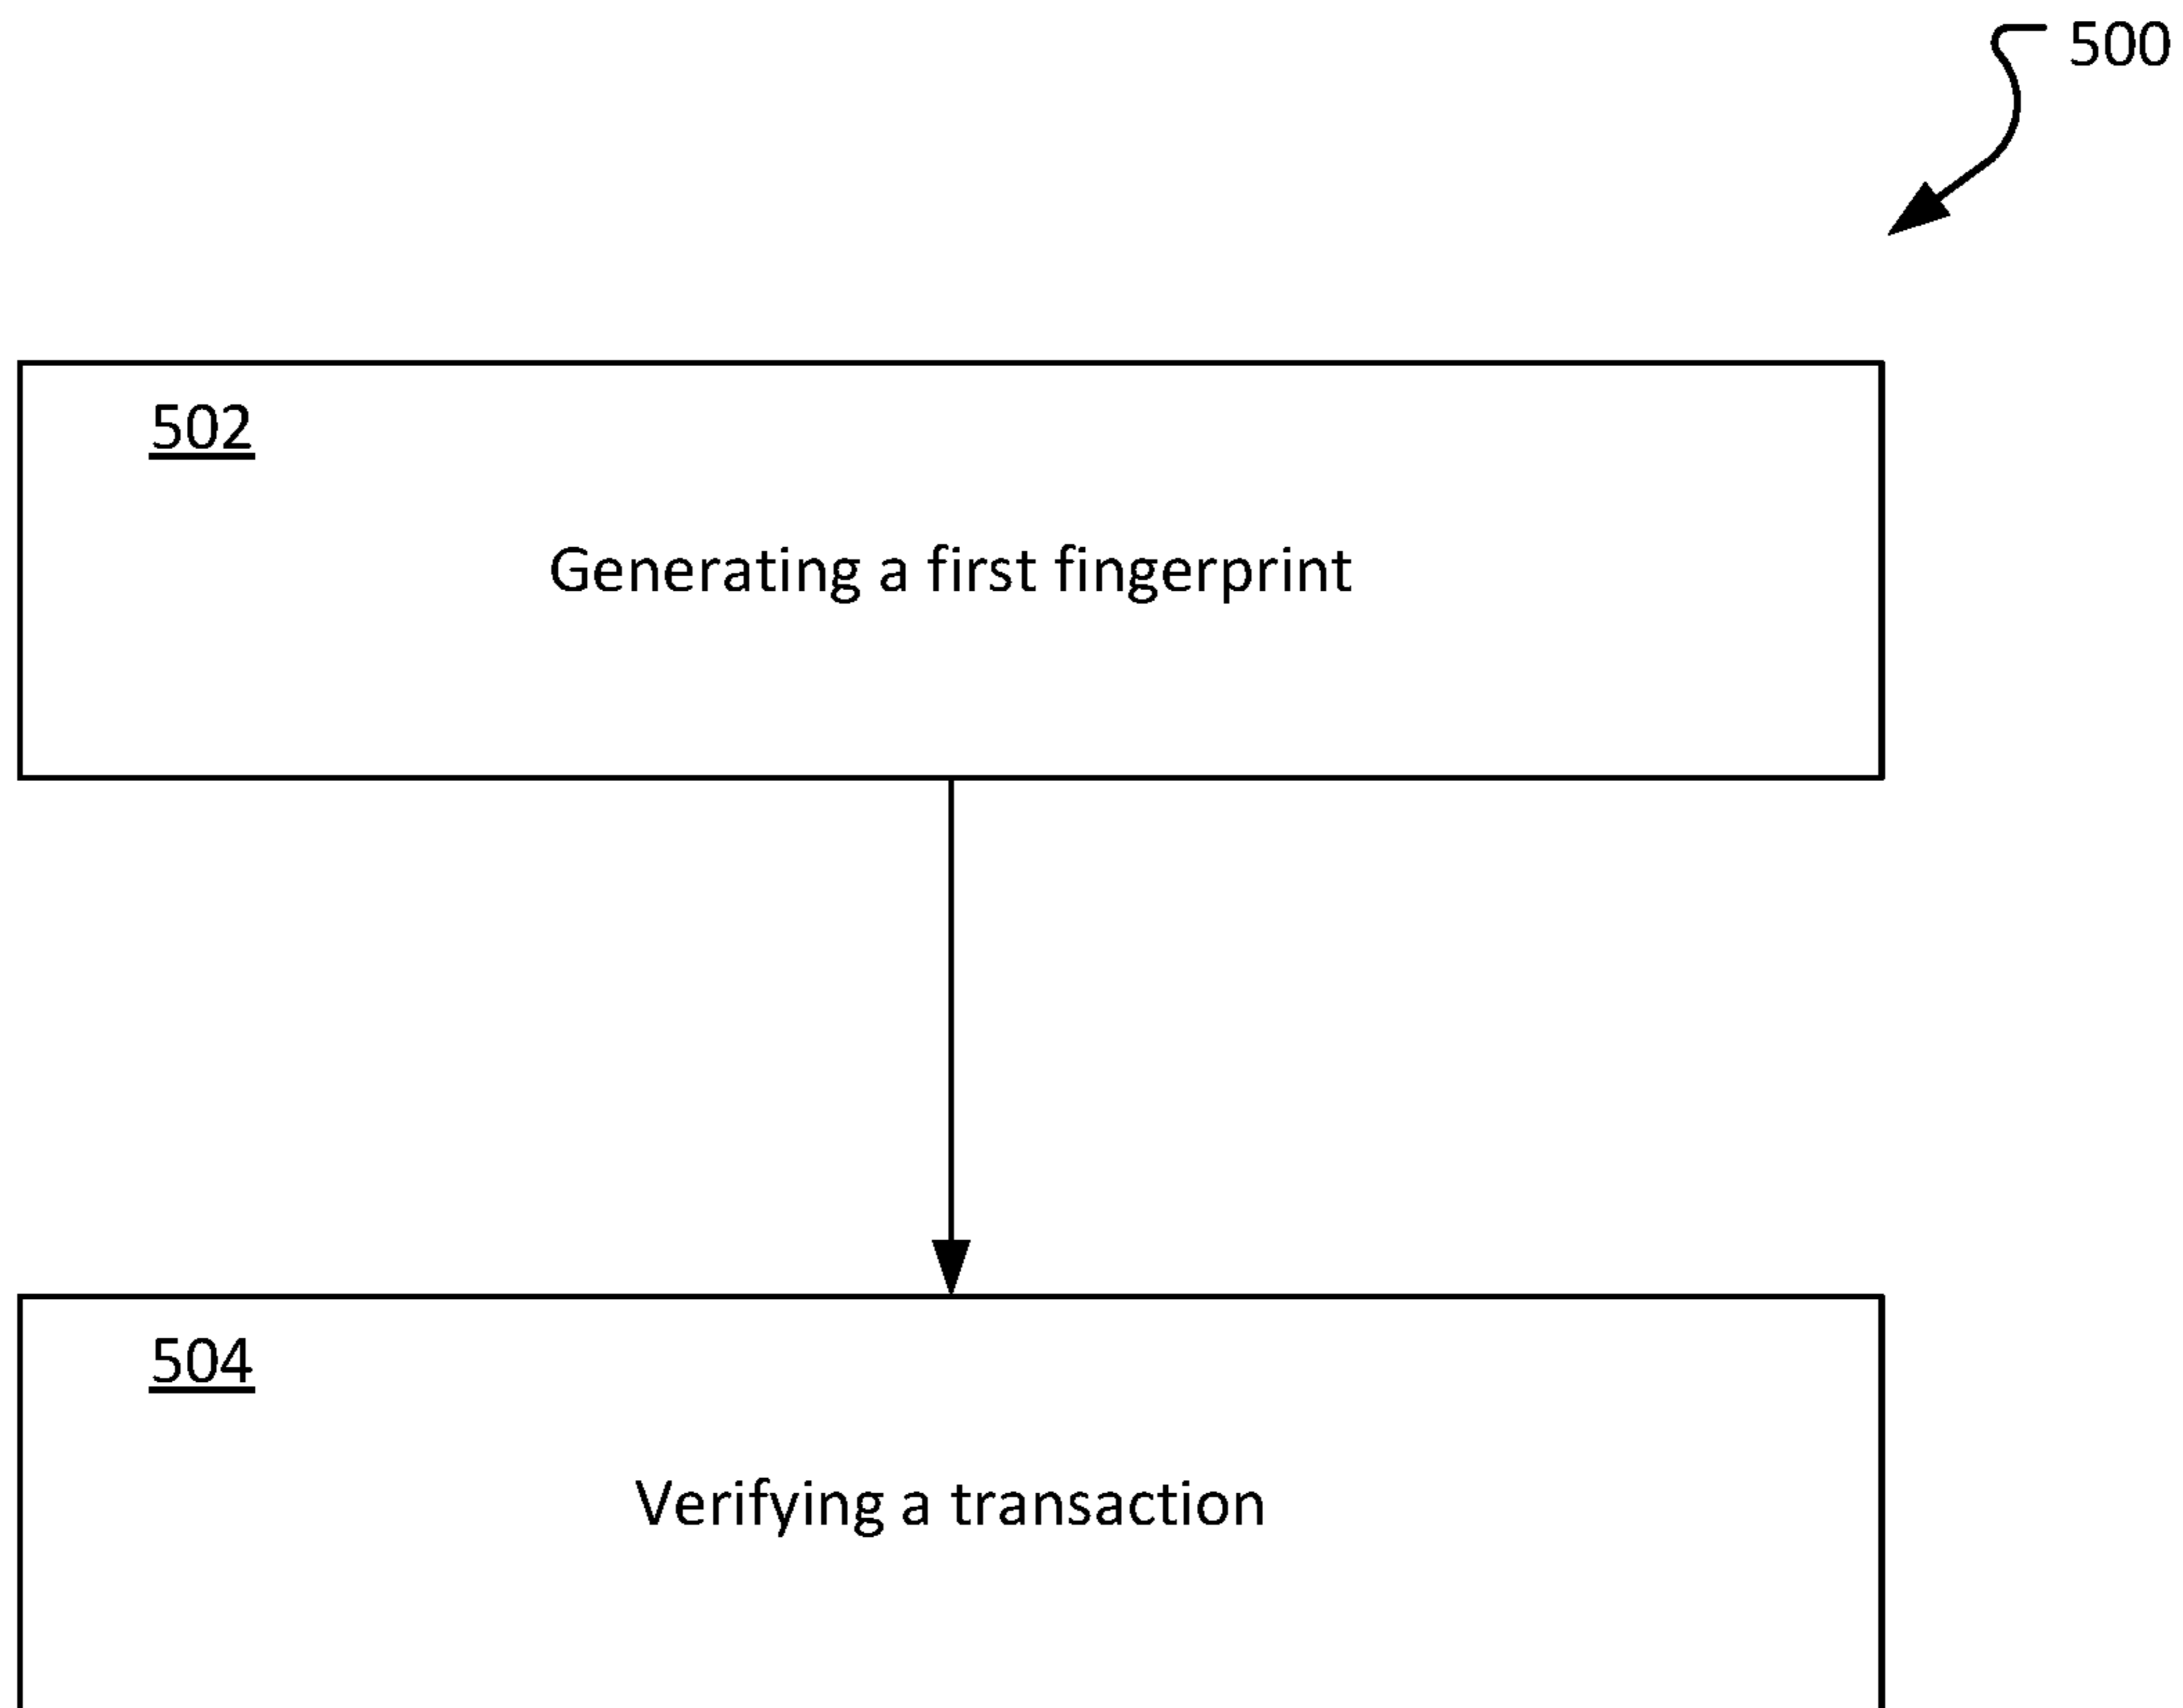 500
502
Generating a first fingerprint
504
Verifying a transaction